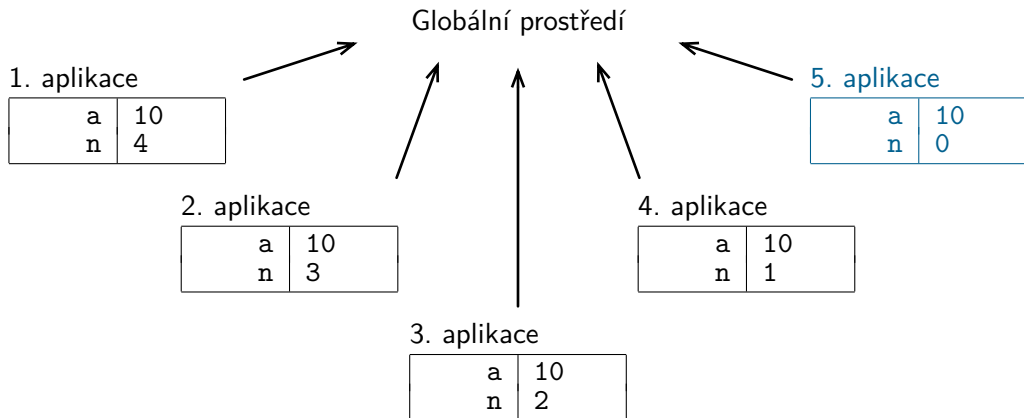 Globální prostředí
1. aplikace
a 10
n 4
5. aplikace
a 10
n 0
2. aplikace
a 10
n 3
4. aplikace
a 10
n 1
3. aplikace
a 10
n 2